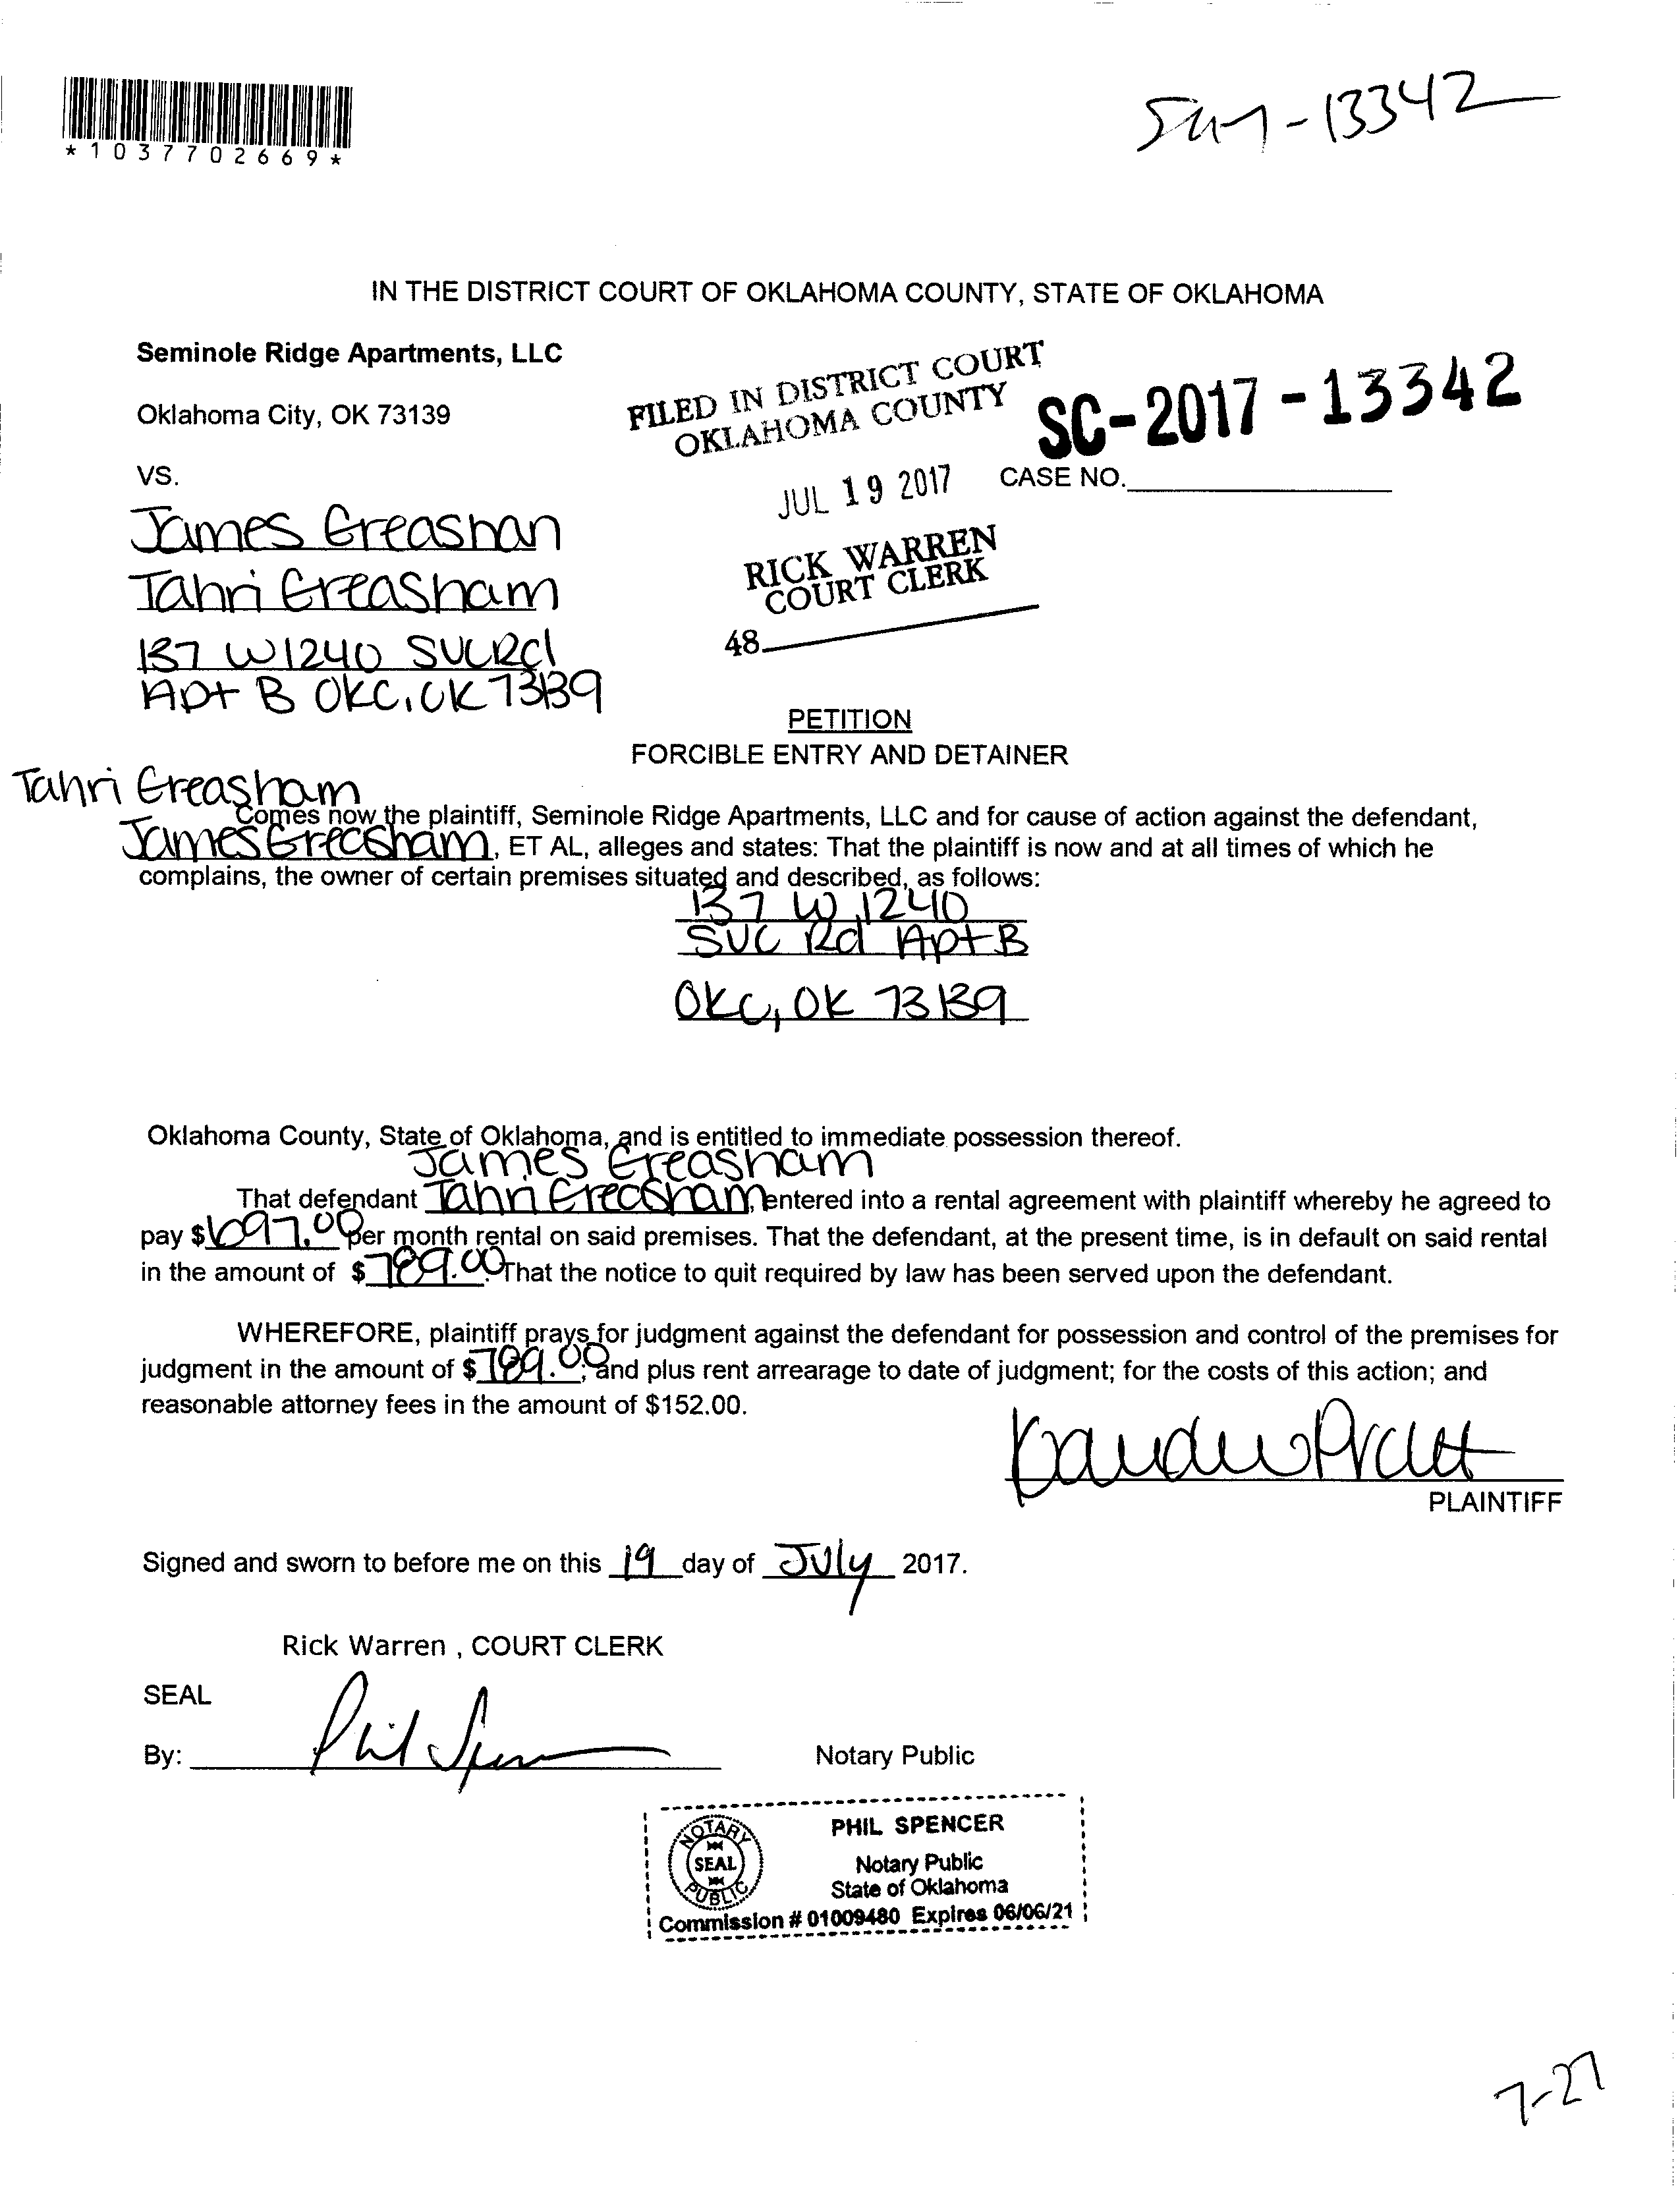 *1037702669*
-13342
IN THE DISTRICT COURT OF OKLAHOMA COUNTY, STATE OF OKLAHOMA
Seminole Ridge Apartments, LLC
Oklahoma City, OK 73139
FILED IN DISTRICT COURT
OKLAHOMA COUNTY
SC-2017-13342
VS.
JUL 19 2017
CASE NO.
James Greashan
Tahri Greasham
137 W I240 SVC Rd
Apt B OKC, OK 73139
RICK WARREN
COURT CLERK
48
PETITION
FORCIBLE ENTRY AND DETAINER
Tahri Greasham
Comes now the plaintiff, Seminole Ridge Apartments, LLC and for cause of action against the defendant,
James Greasham, ET AL, alleges and states: That the plaintiff is now and at all times of which he
complains, the owner of certain premises situated and described, as follows:
137 W I240
SVC Rd Apt B
OKC, OK 73139
Oklahoma County, State of Oklahoma, and is entitled to immediate possession thereof.
James Greasham
That defendant Tahri Greasham, entered into a rental agreement with plaintiff whereby he agreed to
pay $697.00 per month rental on said premises. That the defendant, at the present time, is in default on said rental
in the amount of $789.00. That the notice to quit required by law has been served upon the defendant.
WHEREFORE, plaintiff prays for judgment against the defendant for possession and control of the premises for
judgment in the amount of $789.00; and plus rent arrearage to date of judgment; for the costs of this action; and
reasonable attorney fees in the amount of $152.00.
PLAINTIFF
Signed and sworn to before me on this 19 day of July 2017.
Rick Warren , COURT CLERK
SEAL
By: Phil Spencer
Notary Public
NOTARY
SEAL
PUBLIC
PHIL SPENCER
Notary Public
State of Oklahoma
Commission # 01009480 Expires 06/06/21
7-27